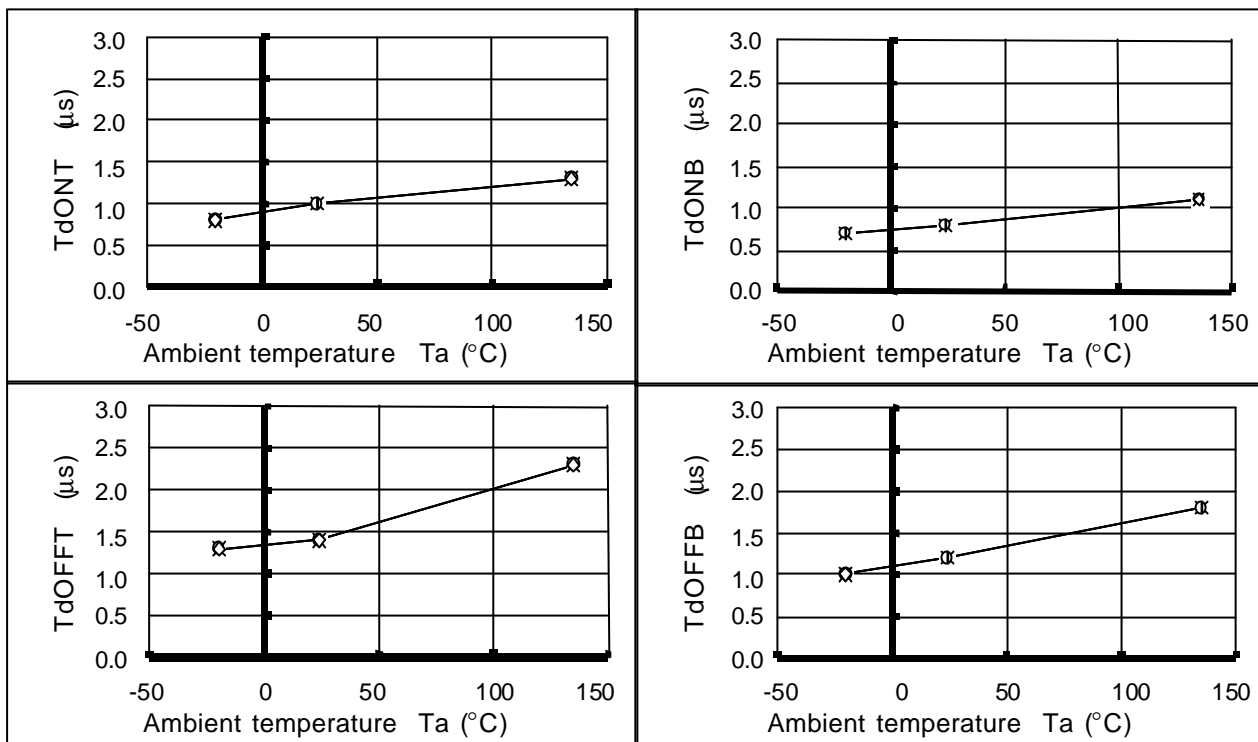 TdONT (μs)
3.0
2.5
2.0
1.5
1.0
0.5
0.0
-50 0 50 100 150
Ambient temperature Ta (°C)
TdONB (μs)
3.0
2.5
2.0
1.5
1.0
0.5
0.0
-50 0 50 100 150
Ambient temperature Ta (°C)
TdOFFT (μs)
3.0
2.5
2.0
1.5
1.0
0.5
0.0
-50 0 50 100 150
Ambient temperature Ta (°C)
TdOFFB (μs)
3.0
2.5
2.0
1.5
1.0
0.5
0.0
-50 0 50 100 150
Ambient temperature Ta (°C)